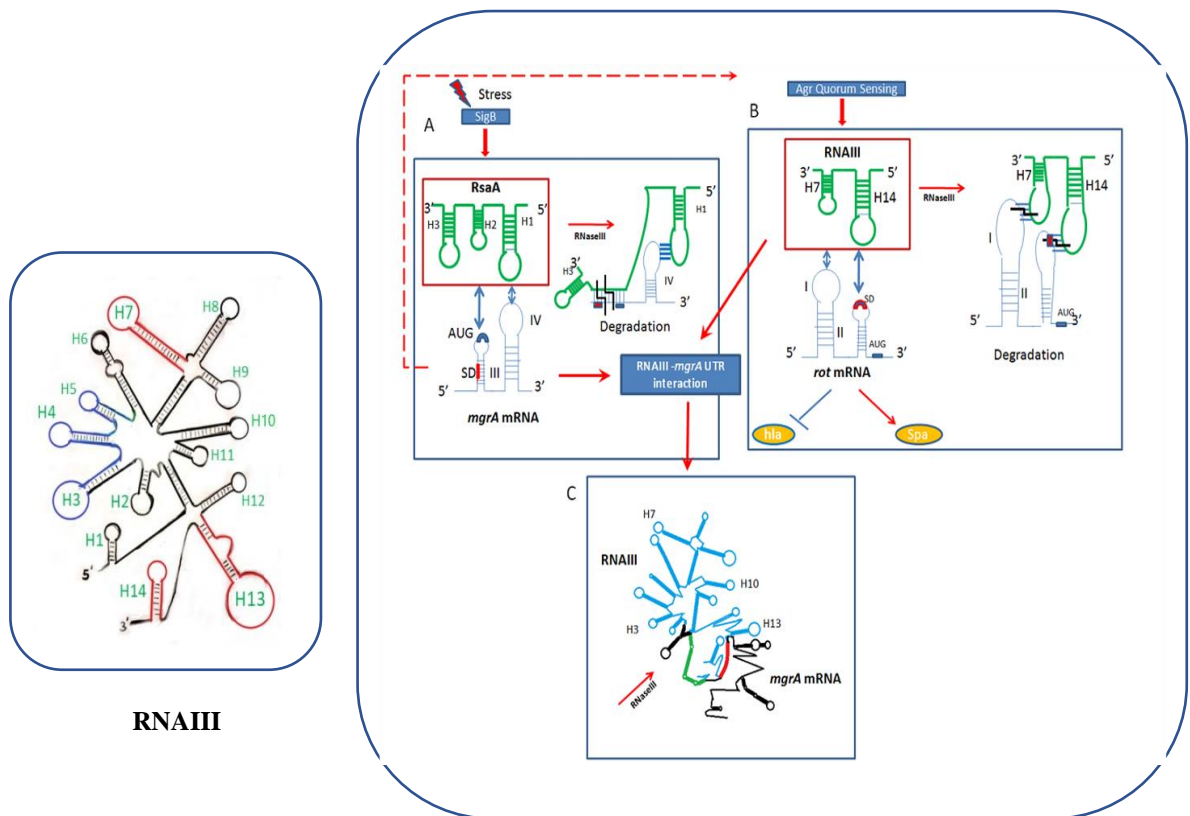 H7
H8
H6
H9
H5
H4
H10
H11
H3
H2
H12
H1
5'
H14
H13
3'
RNAIII
Stress
SigB
A
RsaA
3'
5'
H3
H2
H1
RNaseIII
5'
H1
3'
H3
IV
3'
Degradation
IV
AUG
SD
III
5'
3'
mgrA mRNA
RNAIII -mgrA UTR
interaction
Agr Quorum Sensing
B
RNAIII
3'
5'
H7
H14
RNaseIII
3'
5'
H7
H14
I
II
AUG
5'
3'
Degradation
I
SD
II
AUG
5'
3'
rot mRNA
hla
Spa
C
H7
RNAIII
H10
H3
H13
mgrA mRNA
RNaseIII